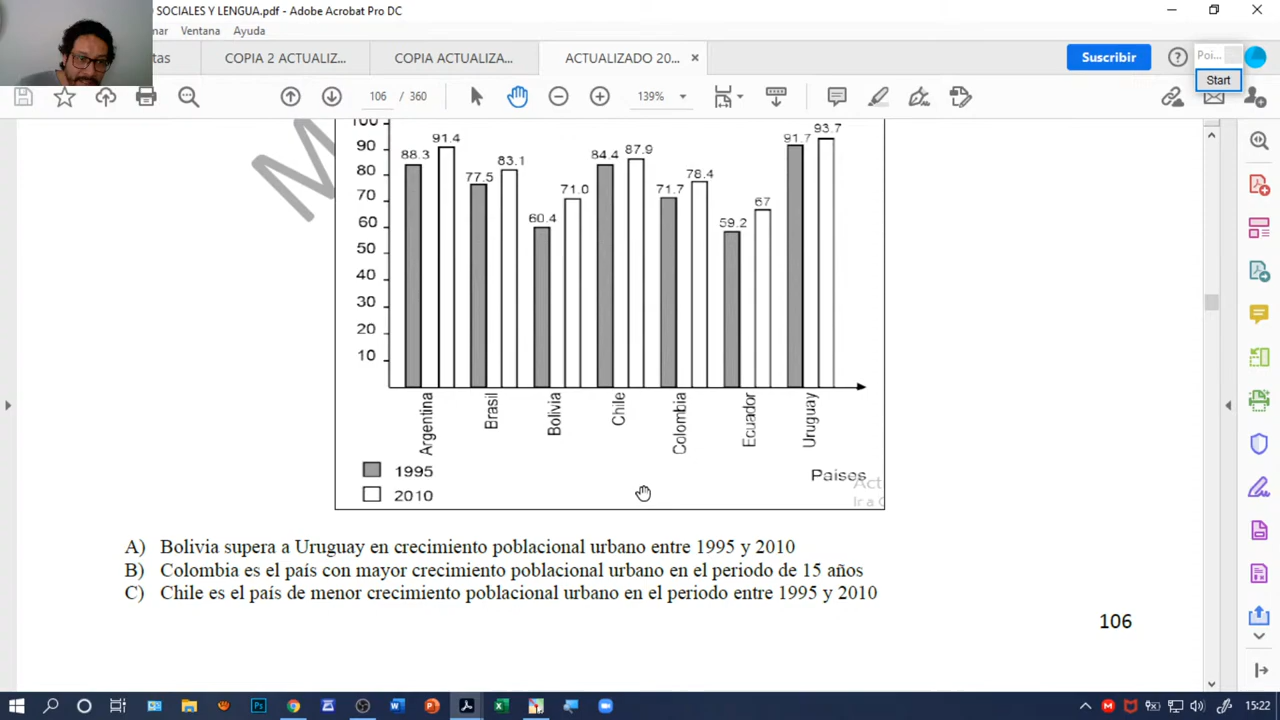 SOCIALES Y LENGUA.pdf - Adobe Acrobat Pro DC
Ventana Ayuda
COPIA 2 ACTUALIZ...
COPIA ACTUALIZA...
ACTUALIZADO 20...
Suscribir
Poi...
Start
106 / 360
139%
100
90
80
70
60
50
40
30
20
10
88.3 91.4
77.5 83.1
60.4 71.0
84.4 87.9
71.7 78.4
59.2 67
91.7 93.7
Argentina
Brasil
Bolivia
Chile
Colombia
Ecuador
Uruguay
1995
2010
Paises
A) Bolivia supera a Uruguay en crecimiento poblacional urbano entre 1995 y 2010
B) Colombia es el país con mayor crecimiento poblacional urbano en el periodo de 15 años
C) Chile es el país de menor crecimiento poblacional urbano en el periodo entre 1995 y 2010
106
15:22